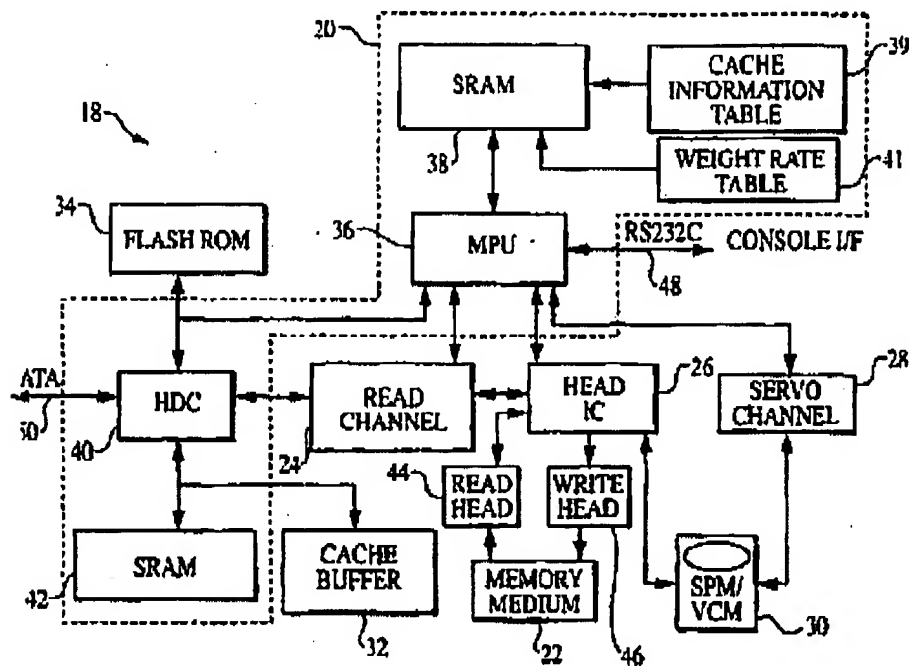 20
39
SRAM
CACHE
INFORMATION
TABLE
18
38
WEIGHT RATE
TABLE
41
34
FLASH ROM
36
MPU
RS232C
CONSOLE I/F
48
ATA
50
HDC
40
READ
CHANNEL
24
HEAD
IC
26
SERVO
CHANNEL
28
44
READ
HEAD
WRITE
HEAD
42
SRAM
CACHE
BUFFER
32
MEMORY
MEDIUM
22
46
SPM/
VCM
30